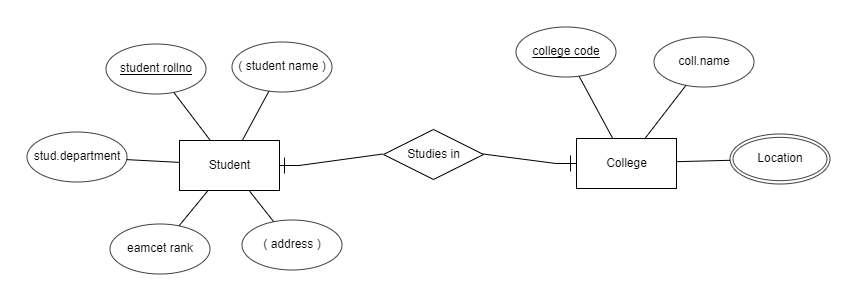 college code
student rollno
( student name )
coll.name
stud.department
Student
Studies in
College
Location
eamcet rank
( address )